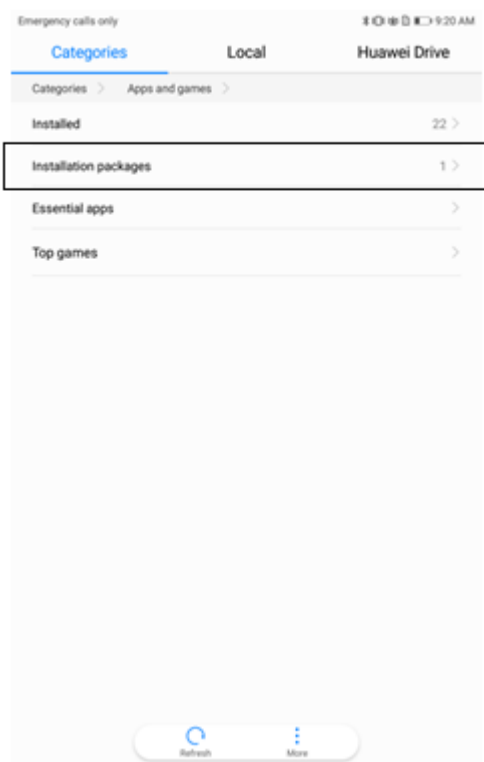 Emergency calls only 9:20 AM
Categories Local Huawei Drive
Categories > Apps and games >
Installed 22 >
Installation packages 1 >
Essential apps >
Top games >
Refresh More